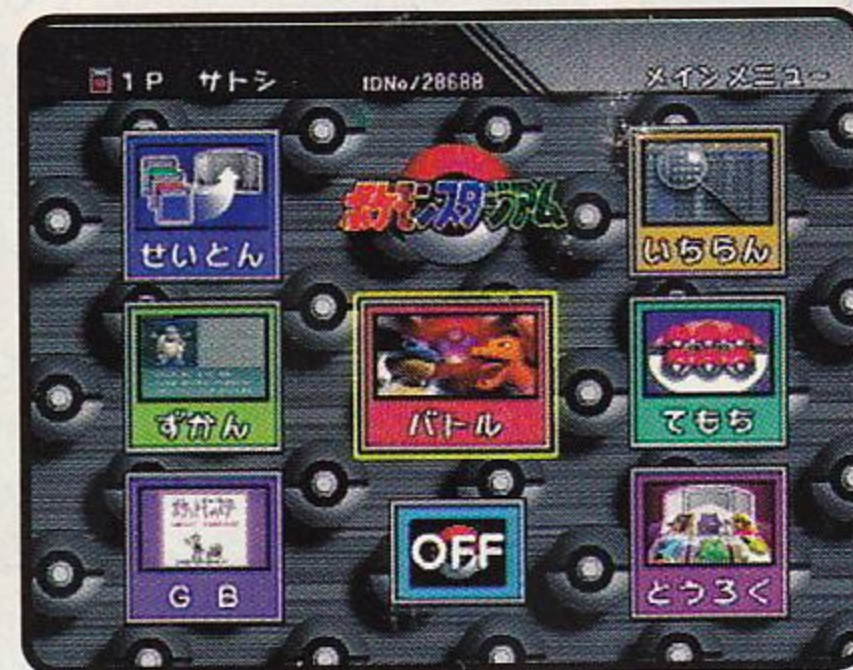 1P サトシ IDNo/28688 メインメニュー
せいとん
ポケモンスタジアム
いちらん
ずかん
バトル
てもち
GB
OFF
とうろく